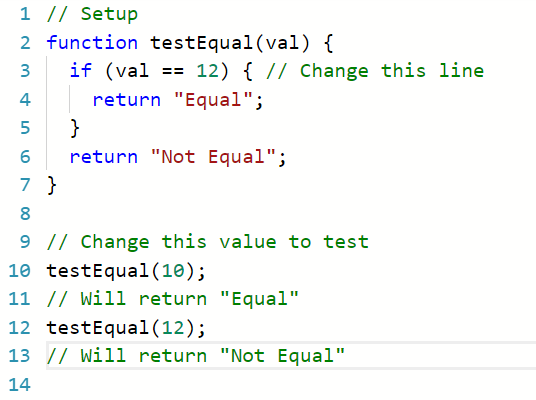 1 // Setup
2 function testEqual(val) {
3   if (val == 12) { // Change this line
4     return "Equal";
5   }
6   return "Not Equal";
7 }
8
9 // Change this value to test
10 testEqual(10);
11 // Will return "Equal"
12 testEqual(12);
13 // Will return "Not Equal"
14